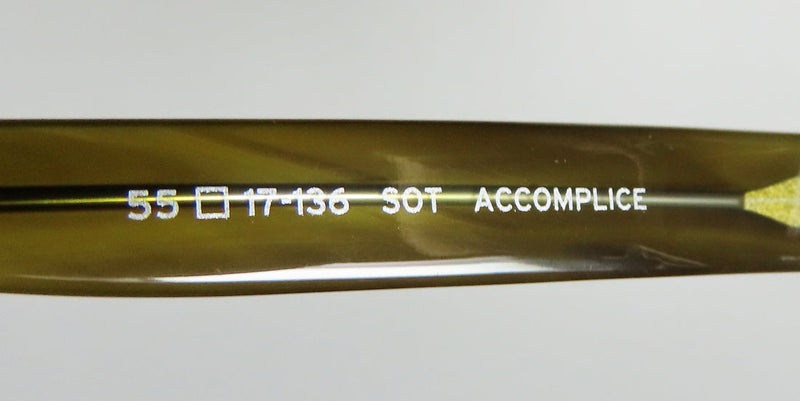 55 □ 17-136 SOT ACCOMPLICE